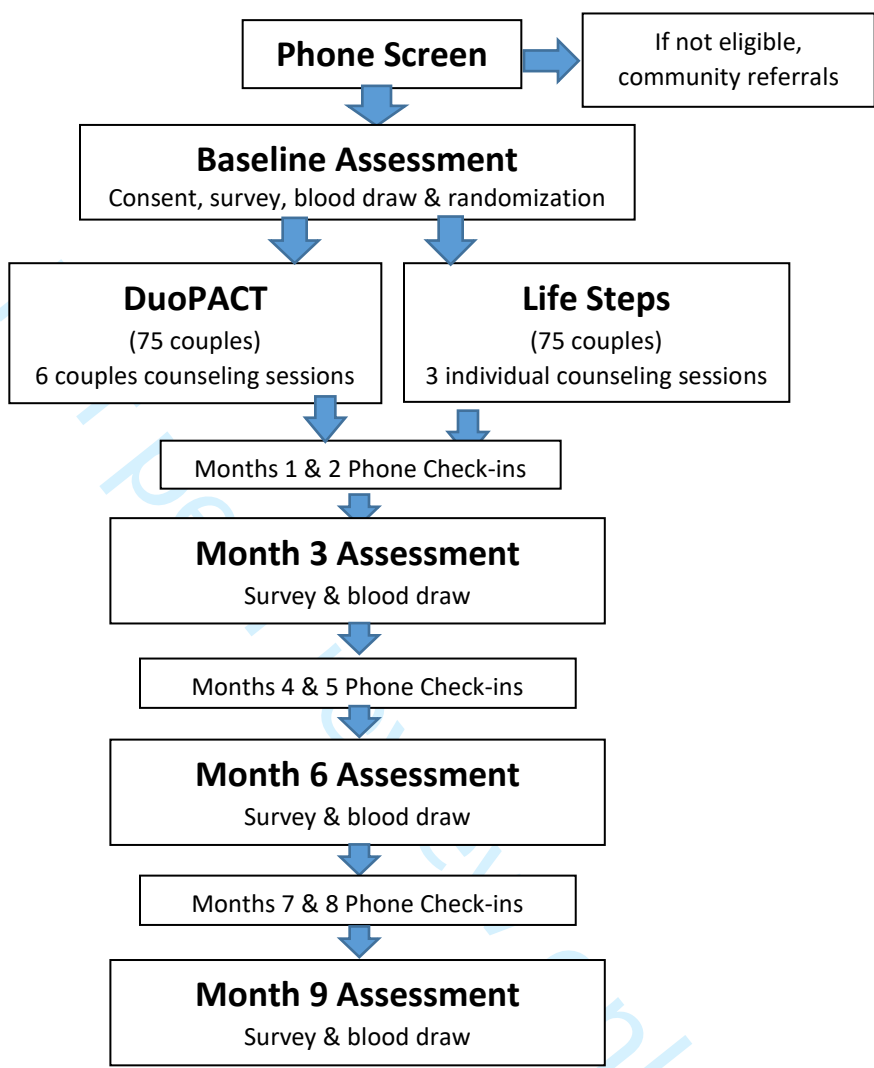 Phone Screen
If not eligible,
community referrals
Baseline Assessment
Consent, survey, blood draw & randomization
DuoPACT
(75 couples)
6 couples counseling sessions
Life Steps
(75 couples)
3 individual counseling sessions
Months 1 & 2 Phone Check-ins
Month 3 Assessment
Survey & blood draw
Months 4 & 5 Phone Check-ins
Month 6 Assessment
Survey & blood draw
Months 7 & 8 Phone Check-ins
Month 9 Assessment
Survey & blood draw